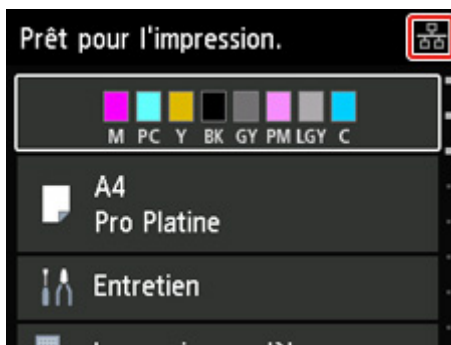 Prêt pour l'impression.
M PC Y BK GY PM LGY C
A4
Pro Platine
Entretien